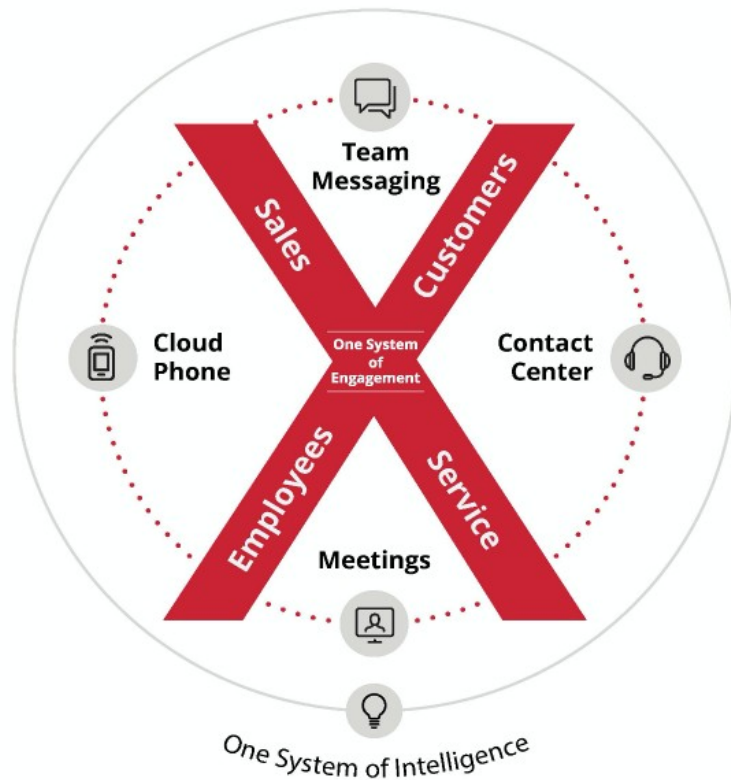 Team
Messaging
Sales
Customers
Cloud
Phone
One System
of
Engagement
Contact
Center
Employees
Service
Meetings
One System of Intelligence